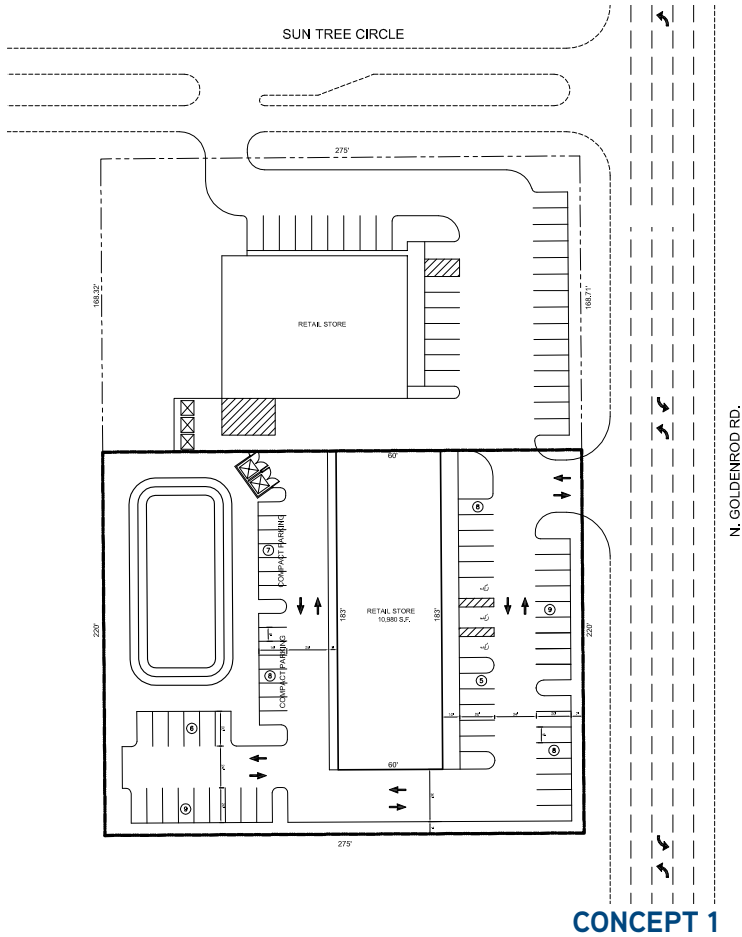 SUN TREE CIRCLE
275'
168.32'
RETAIL STORE
168.71'
N. GOLDENROD RD.
60'
8
7
COMPACT PARKING
183'
RETAIL STORE
10,980 S.F.
183'
9
220'
220'
COMPACT PARKING
8
5
6
8
60'
9
275'
CONCEPT 1